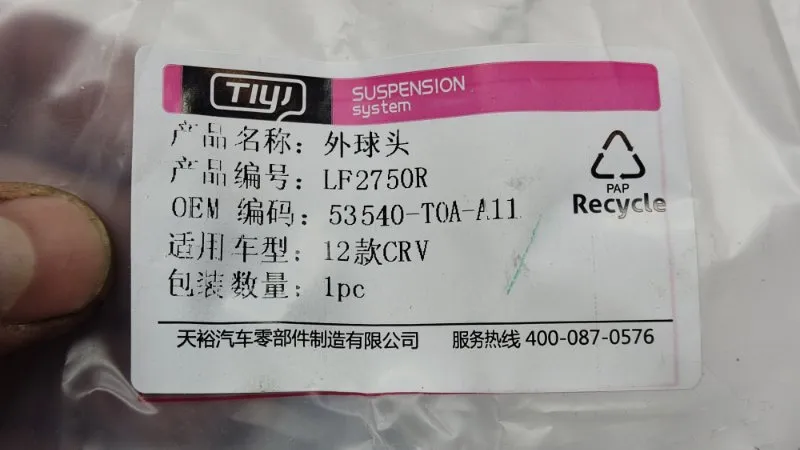 TIYJ
SUSPENSION
system
产品名称：外球头
产品编号：LF2750R
OEM 编码：53540-T0A-A11
适用车型：12款CRV
包装数量：1pc
PAP
Recycle
天裕汽车零部件制造有限公司 服务热线 400-087-0576